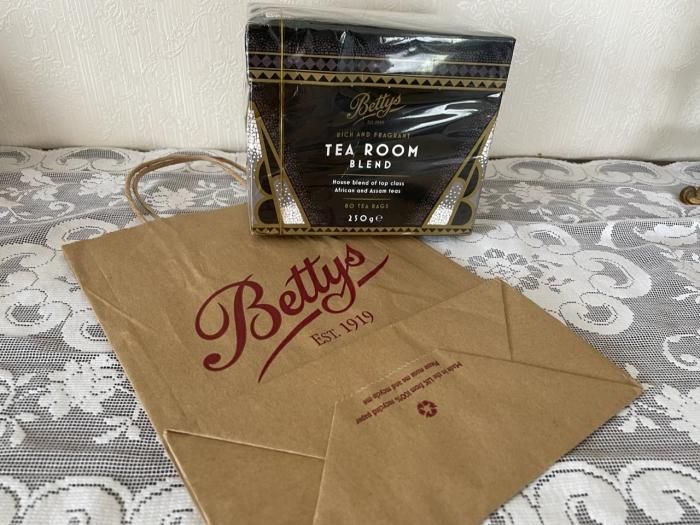 Bettys
EST. 1919
RICH AND FRAGRANT
TEA ROOM
BLEND
House blend of top class
African and Assam teas
80 TEA BAGS
250g℮
Bettys
EST. 1919
Made in the UK from 100% recycled paper
Please reuse me and recycle me